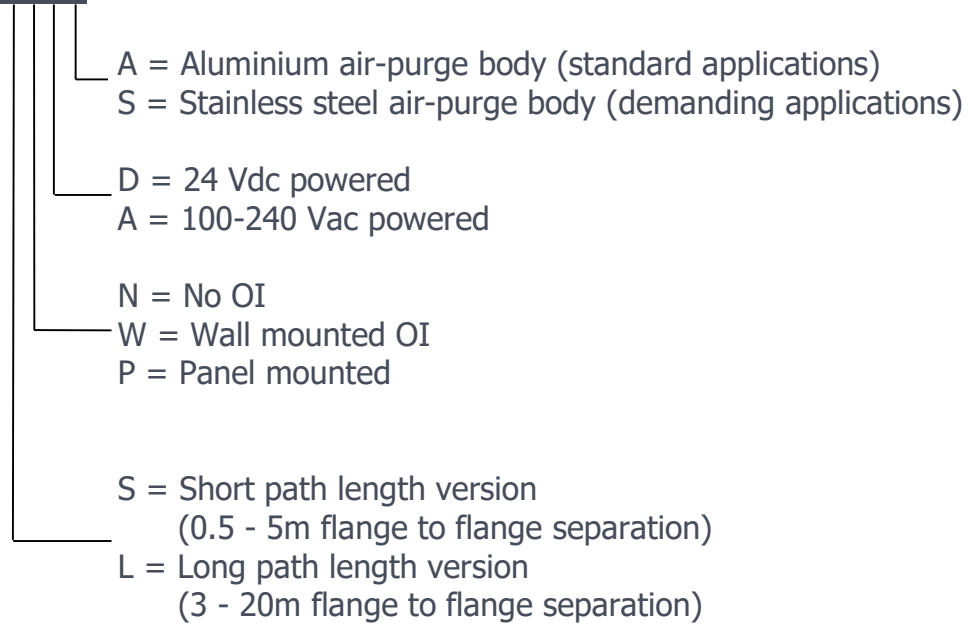 A = Aluminium air-purge body (standard applications)
S = Stainless steel air-purge body (demanding applications)
D = 24 Vdc powered
A = 100-240 Vac powered
N = No OI
W = Wall mounted OI
P = Panel mounted
S = Short path length version
(0.5 - 5m flange to flange separation)
L = Long path length version
(3 - 20m flange to flange separation)